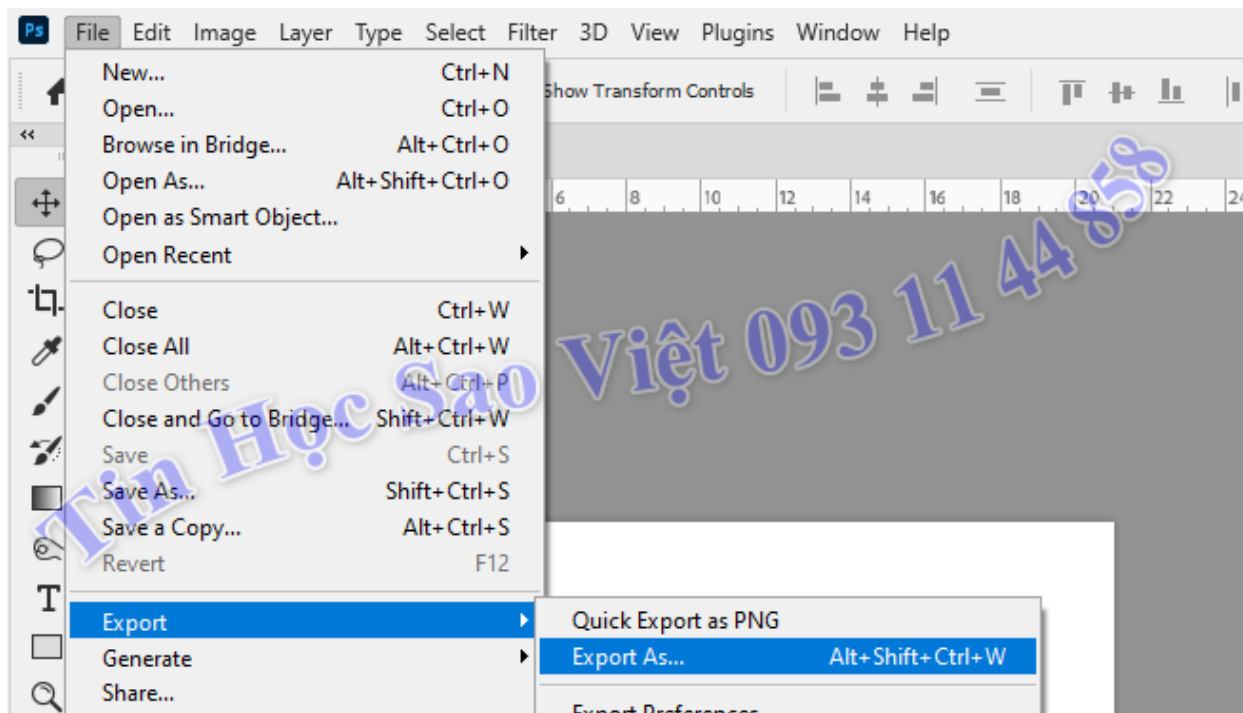 Ps File Edit Image Layer Type Select Filter 3D View Plugins Window Help
Show Transform Controls
New... Ctrl+N
Open... Ctrl+O
Browse in Bridge... Alt+Ctrl+O
Open As... Alt+Shift+Ctrl+O
Open as Smart Object...
Open Recent
6 8 10 12 14 16 18 20 22 24
Close Ctrl+W
Close All Alt+Ctrl+W
Close Others Alt+Ctrl+P
Close and Go to Bridge... Shift+Ctrl+W
Save Ctrl+S
Save As... Shift+Ctrl+S
Save a Copy... Alt+Ctrl+S
Revert F12
Export
Generate
Share...
Quick Export as PNG
Export As... Alt+Shift+Ctrl+W
Export Preferences...
Tin Học Sao Việt 093 11 44 858